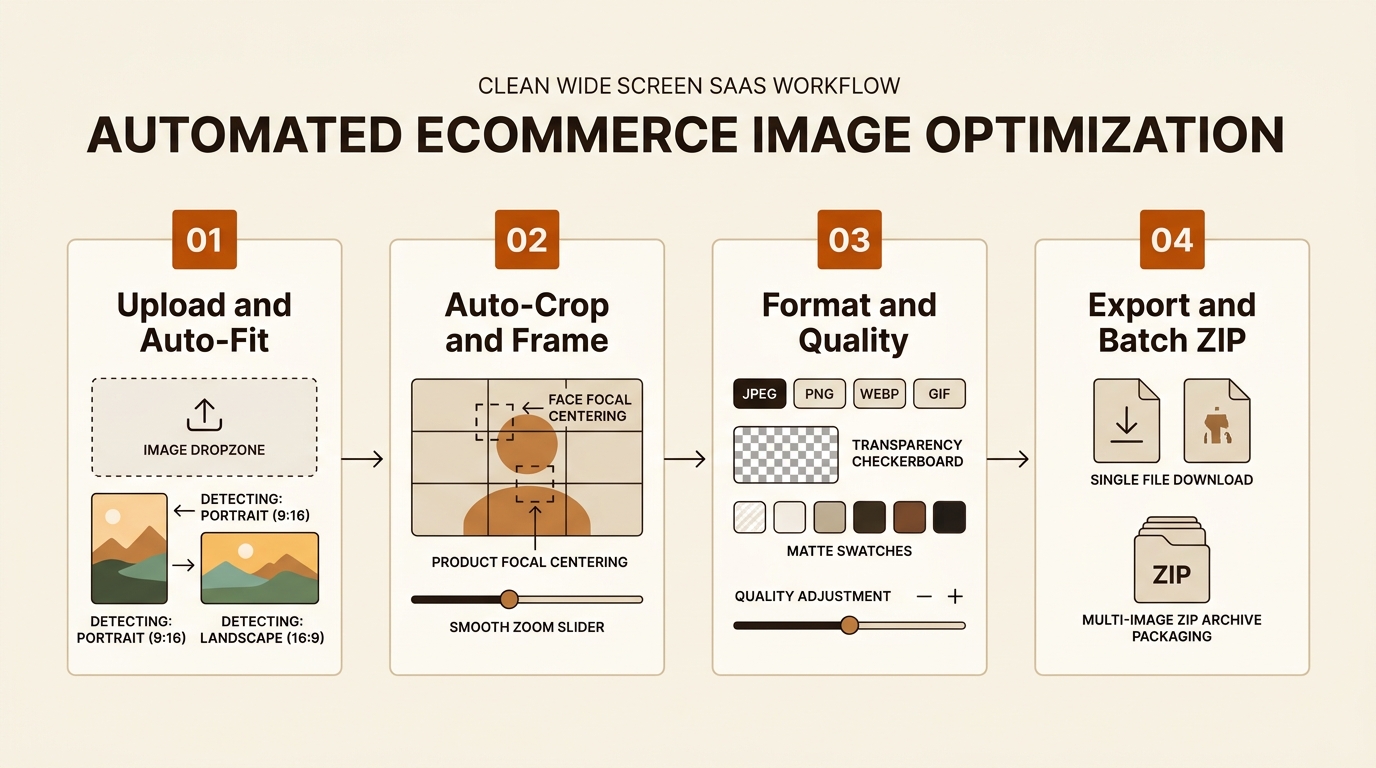 CLEAN WIDE SCREEN SAAS WORKFLOW
AUTOMATED ECOMMERCE IMAGE OPTIMIZATION
01
Upload and
Auto-Fit
IMAGE DROPZONE
DETECTING:
PORTRAIT (9:16)
DETECTING:
PORTRAIT (9:16)
DETECTING:
LANDSCAPE (16:9)
02
Auto-Crop
and Frame
FACE FOCAL
CENTERING
PRODUCT FOCAL CENTERING
SMOOTH ZOOM SLIDER
03
Format and
Quality
JPEG PNG WEBP GIF
TRANSPARENCY
CHECKERBOARD
MATTE SWATCHES
QUALITY ADJUSTMENT − +
04
Export and
Batch ZIP
SINGLE FILE DOWNLOAD
ZIP
MULTI-IMAGE ZIP ARCHIVE
PACKAGING